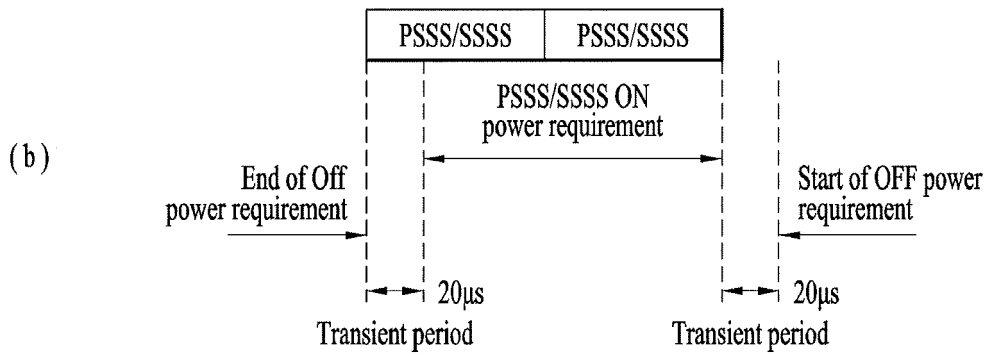 PSSS/SSSS PSSS/SSSS
PSSS/SSSS ON
power requirement
(b)
End of Off
power requirement
Start of OFF power
requirement
20μs
Transient period
20μs
Transient period